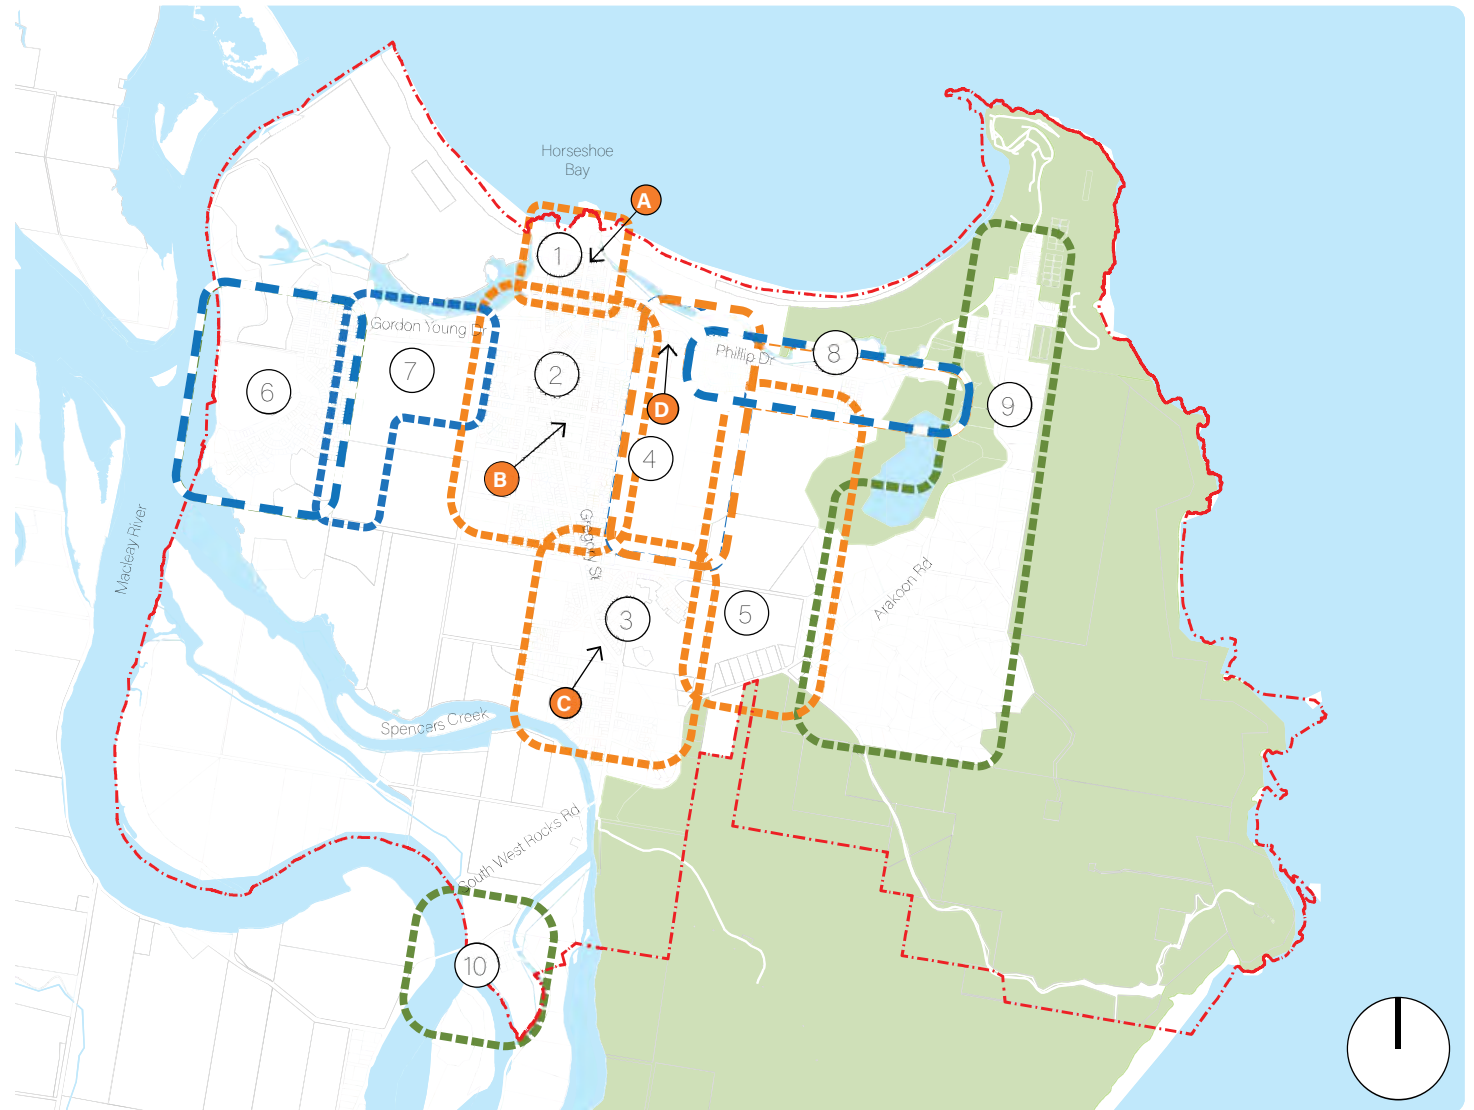 Horseshoe
Bay
A
1
Gordon Young Dr
Phillip Dr
8
7
2
6
9
D
4
B
Gregory St
Macleay River
Arakoon Rd
3
5
C
Spencers Creek
South West Rocks Rd
10